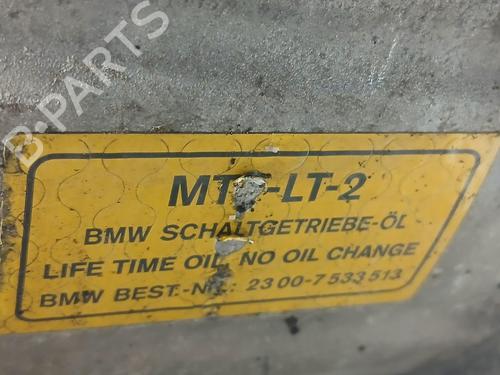 B-PARTS
MT -LT-2
BMW SCHALTGETRIEBE-ÖL
LIFE TIME OIL, NO OIL CHANGE
BMW BEST.-N .: 23 00-7 533 513